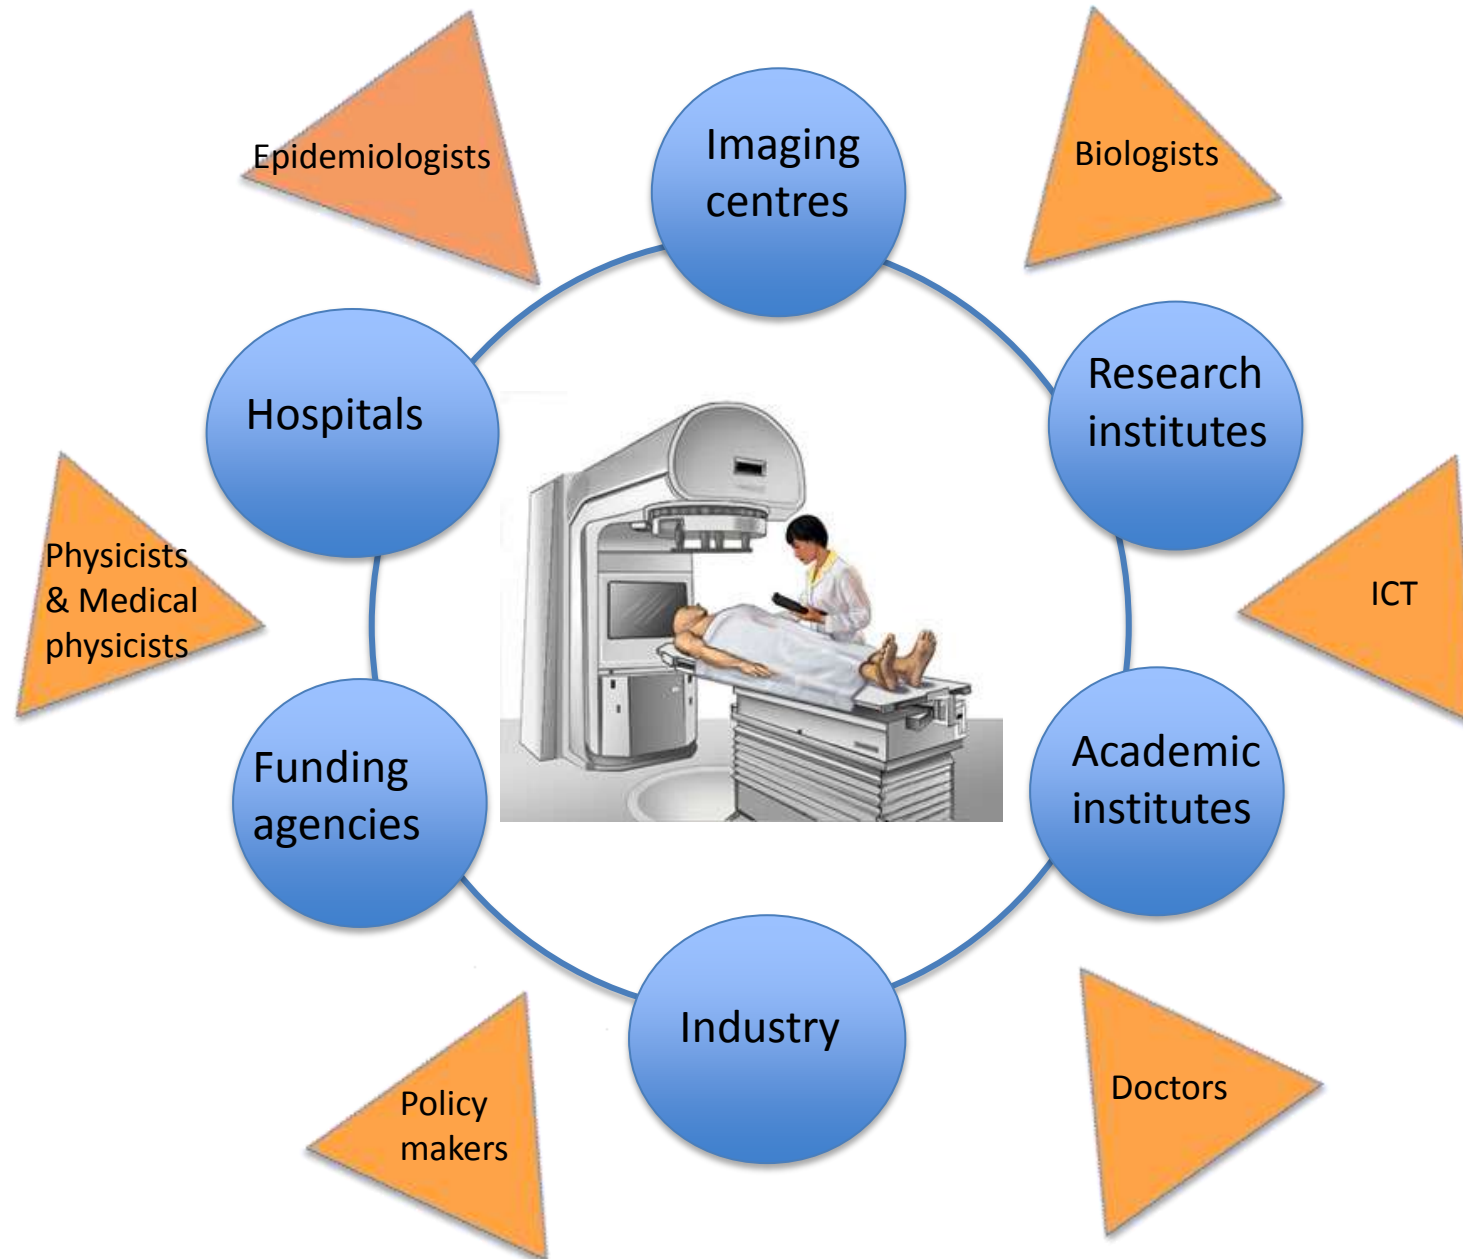 Epidemiologists
Imaging
centres
Biologists
Hospitals
Research
institutes
Physicists
& Medical
physicists
ICT
Funding
agencies
Academic
institutes
Industry
Policy
makers
Doctors